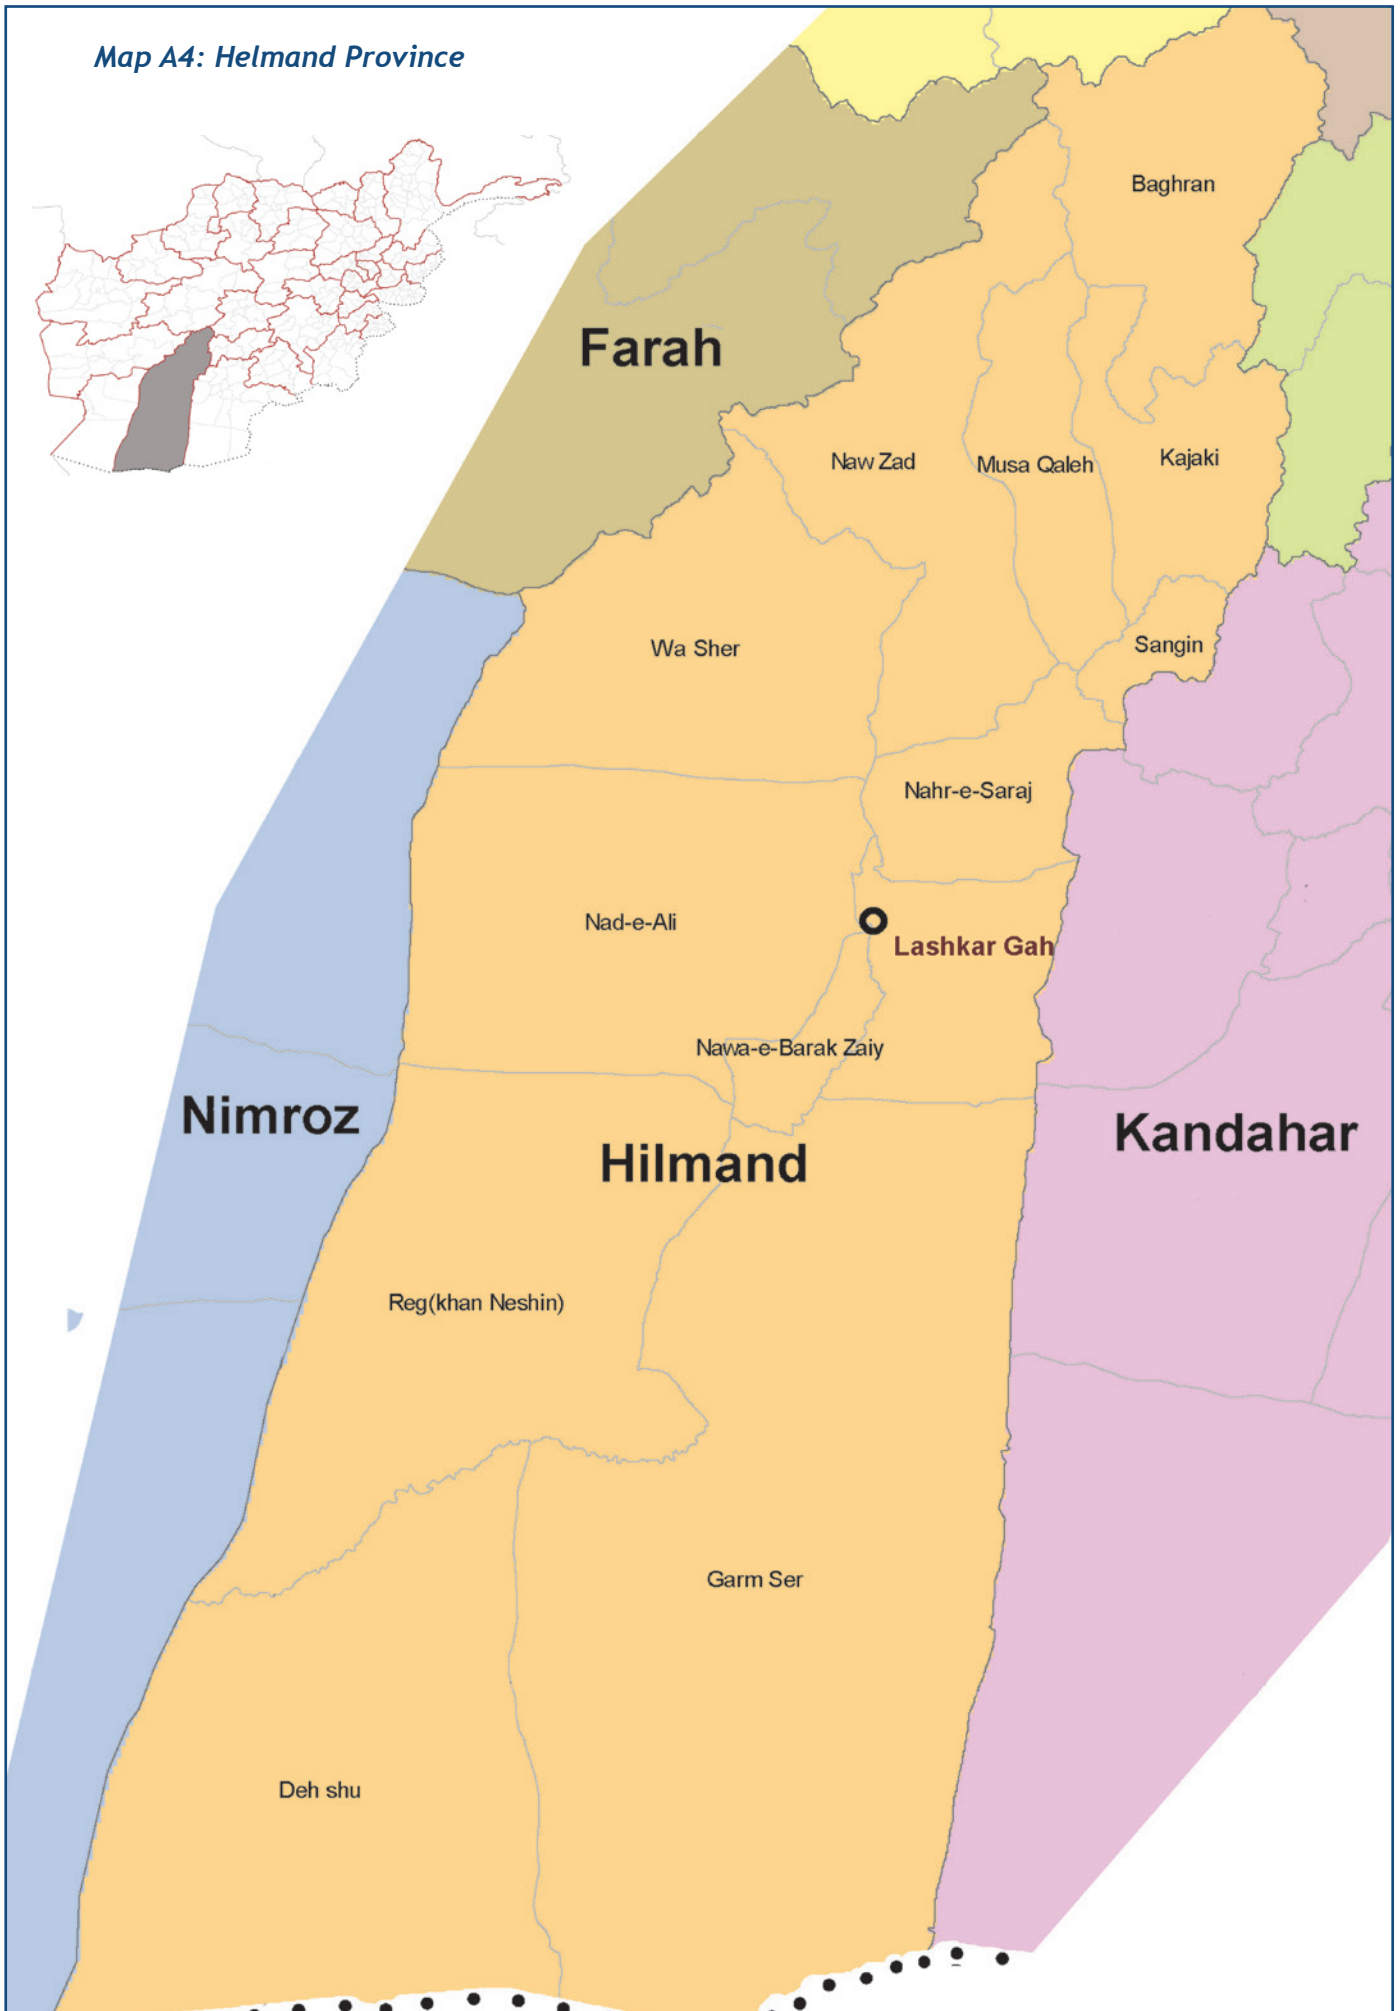 Map A4: Helmand Province
Baghran
Farah
Naw Zad
Musa Qaleh
Kajaki
Wa Sher
Sangin
Nahr-e-Saraj
Nad-e-Ali
Lashkar Gah
Nawa-e-Barak Zaiy
Nimroz
Hilmand
Kandahar
Reg(khan Neshin)
Garm Ser
Deh shu